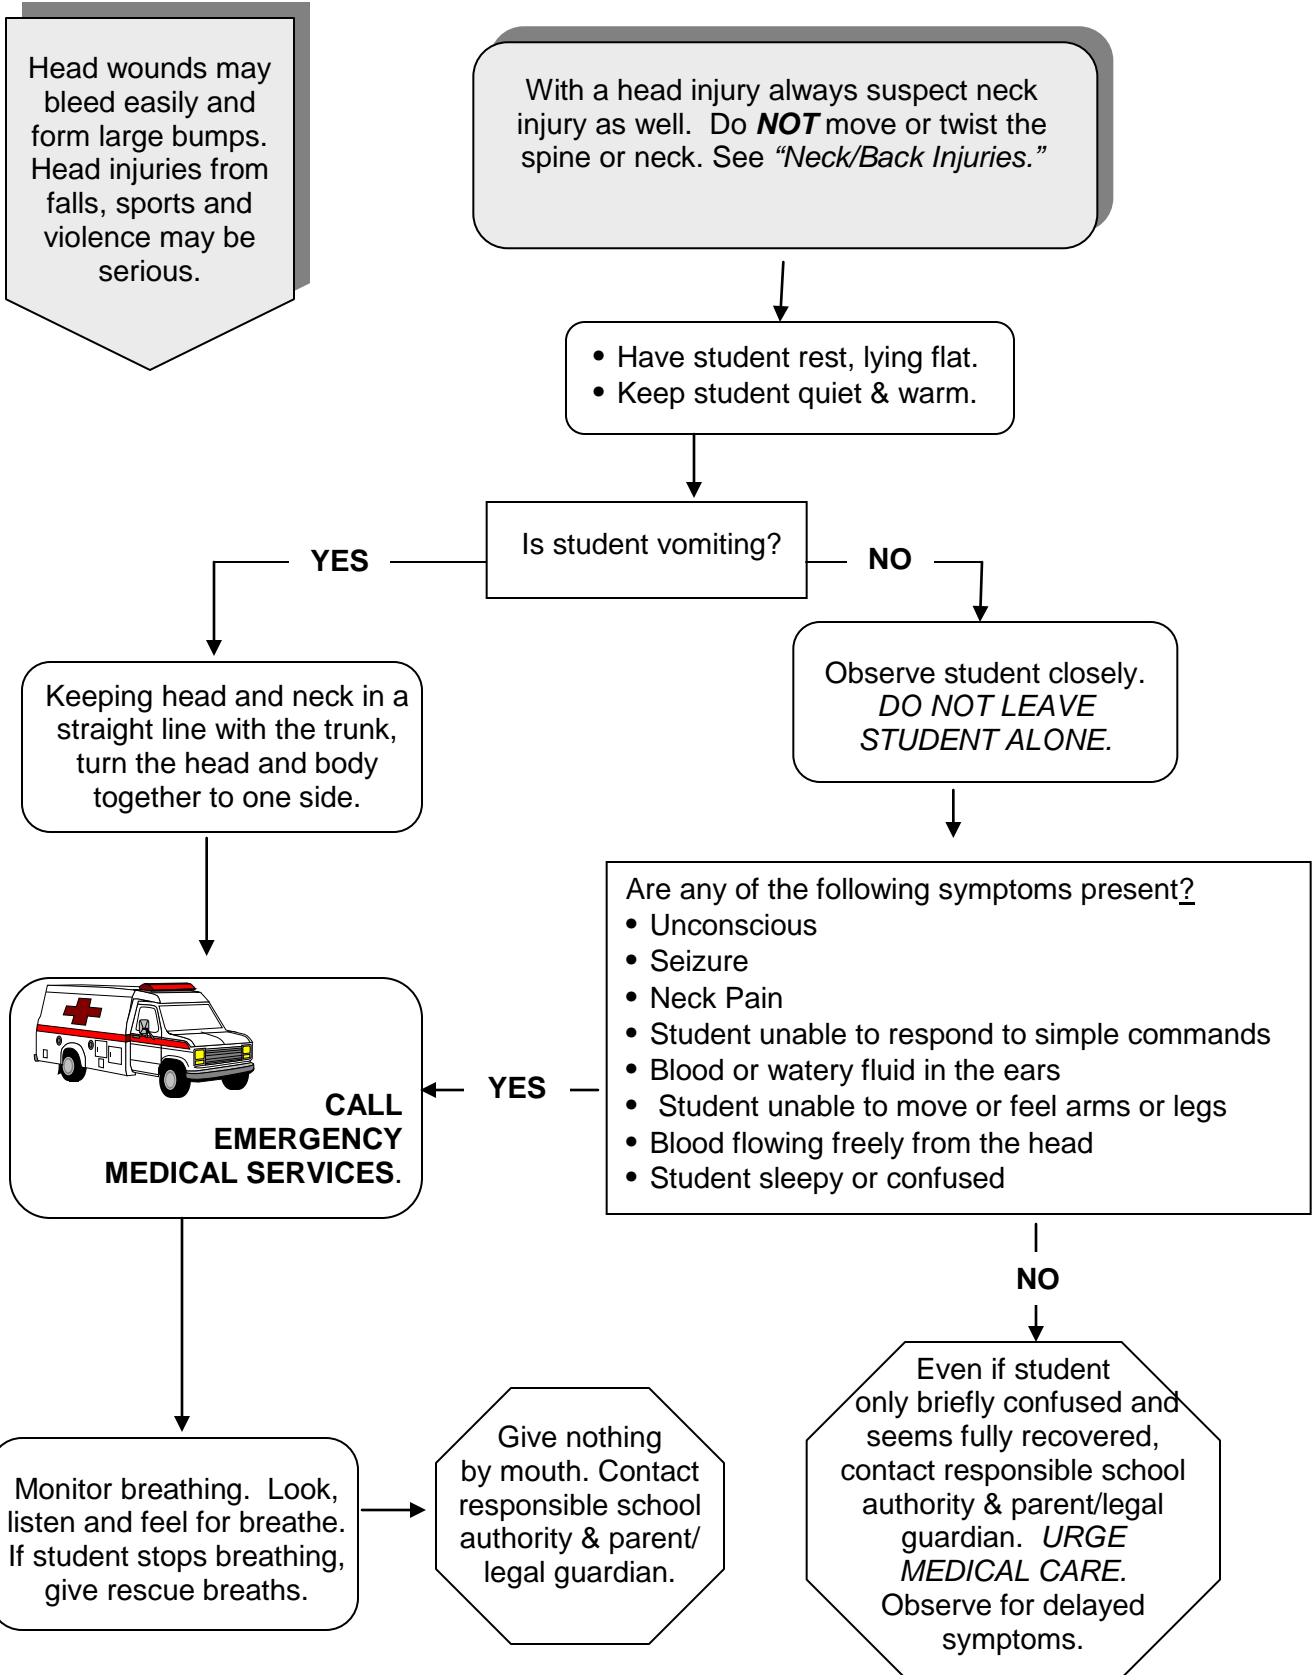 Head wounds may
bleed easily and
form large bumps.
Head injuries from
falls, sports and
violence may be
serious.
With a head injury always suspect neck
injury as well.  Do NOT move or twist the
spine or neck. See “Neck/Back Injuries.”
• Have student rest, lying flat.
• Keep student quiet & warm.
Is student vomiting?
YES
NO
Keeping head and neck in a
straight line with the trunk,
turn the head and body
together to one side.
Observe student closely.
DO NOT LEAVE
STUDENT ALONE.
Are any of the following symptoms present?
• Unconscious
• Seizure
• Neck Pain
• Student unable to respond to simple commands
• Blood or watery fluid in the ears
• Student unable to move or feel arms or legs
• Blood flowing freely from the head
• Student sleepy or confused
YES
CALL
EMERGENCY
MEDICAL SERVICES.
NO
Monitor breathing.  Look,
listen and feel for breathe.
If student stops breathing,
give rescue breaths.
Give nothing
by mouth. Contact
responsible school
authority & parent/
legal guardian.
Even if student
only briefly confused and
seems fully recovered,
contact responsible school
authority & parent/legal
guardian.  URGE
MEDICAL CARE.
Observe for delayed
symptoms.